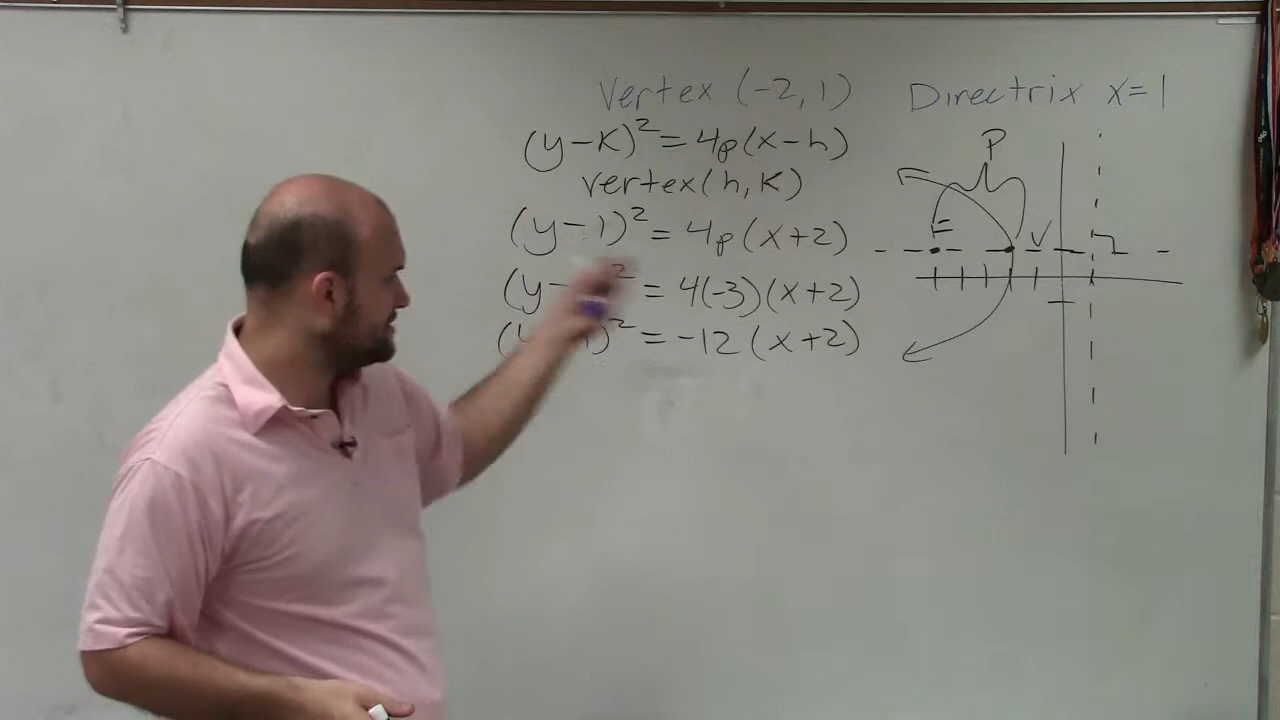 Vertex (-2, 1) Directrix x=1
(y-k)²=4p(x-h)
vertex(h,k)
(y-1)²=4p(x+2)
(y- ²=4(-3)(x+2)
( 1)²=-12(x+2)
P
F
V